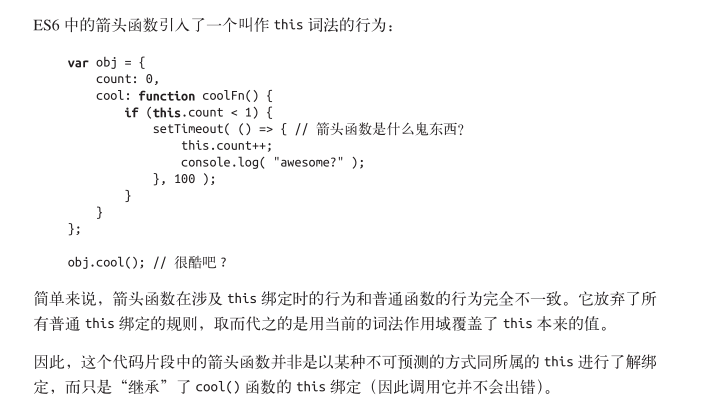 ES6 中的箭头函数引入了一个叫作 this 词法的行为：
var obj = {
    count: 0,
    cool: function coolFn() {
        if (this.count < 1) {
            setTimeout( () => { // 箭头函数是什么鬼东西？
                this.count++;
                console.log( "awesome?" );
            }, 100 );
        }
    }
};
obj.cool(); // 很酷吧 ?
简单来说，箭头函数在涉及 this 绑定时的行为和普通函数的行为完全不一致。它放弃了所
有普通 this 绑定的规则，取而代之的是用当前的词法作用域覆盖了 this 本来的值。
因此，这个代码片段中的箭头函数并非是以某种不可预测的方式同所属的 this 进行了解绑
定，而只是“继承”了 cool() 函数的 this 绑定（因此调用它并不会出错）。